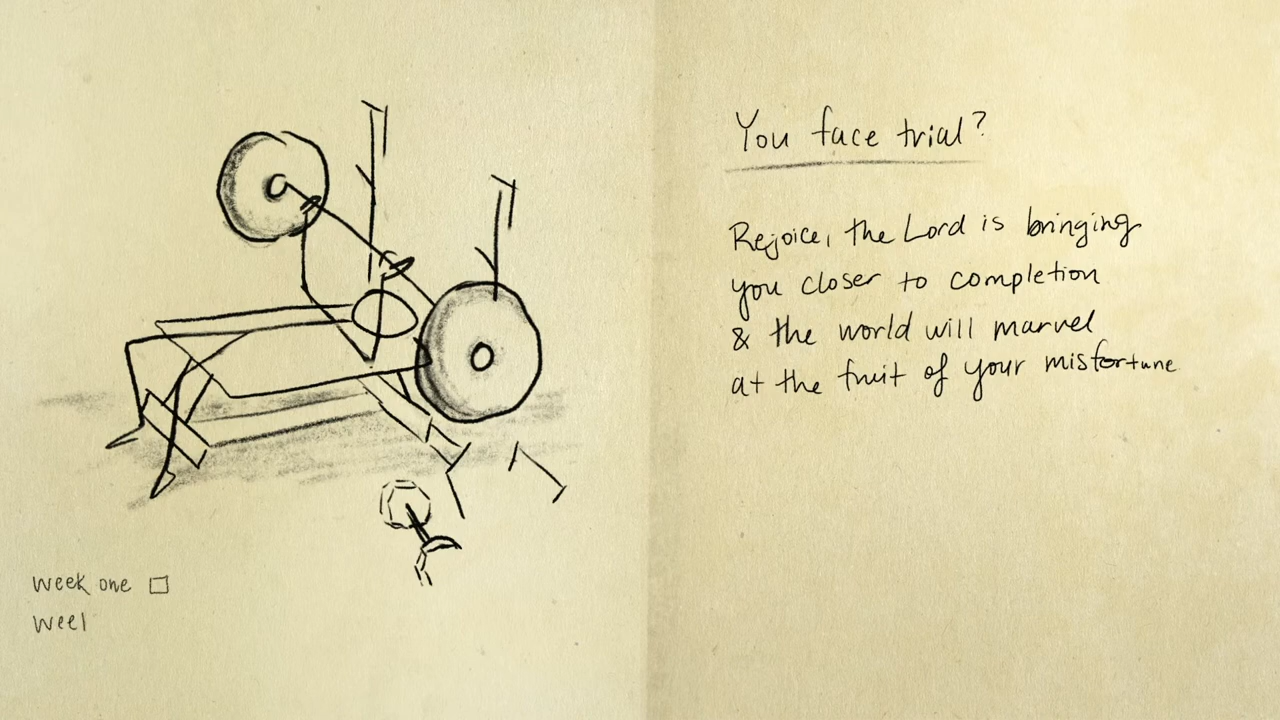 You face trial?
Rejoice, the Lord is bringing
you closer to completion
& the world will marvel
at the fruit of your misfortune
week one
weel